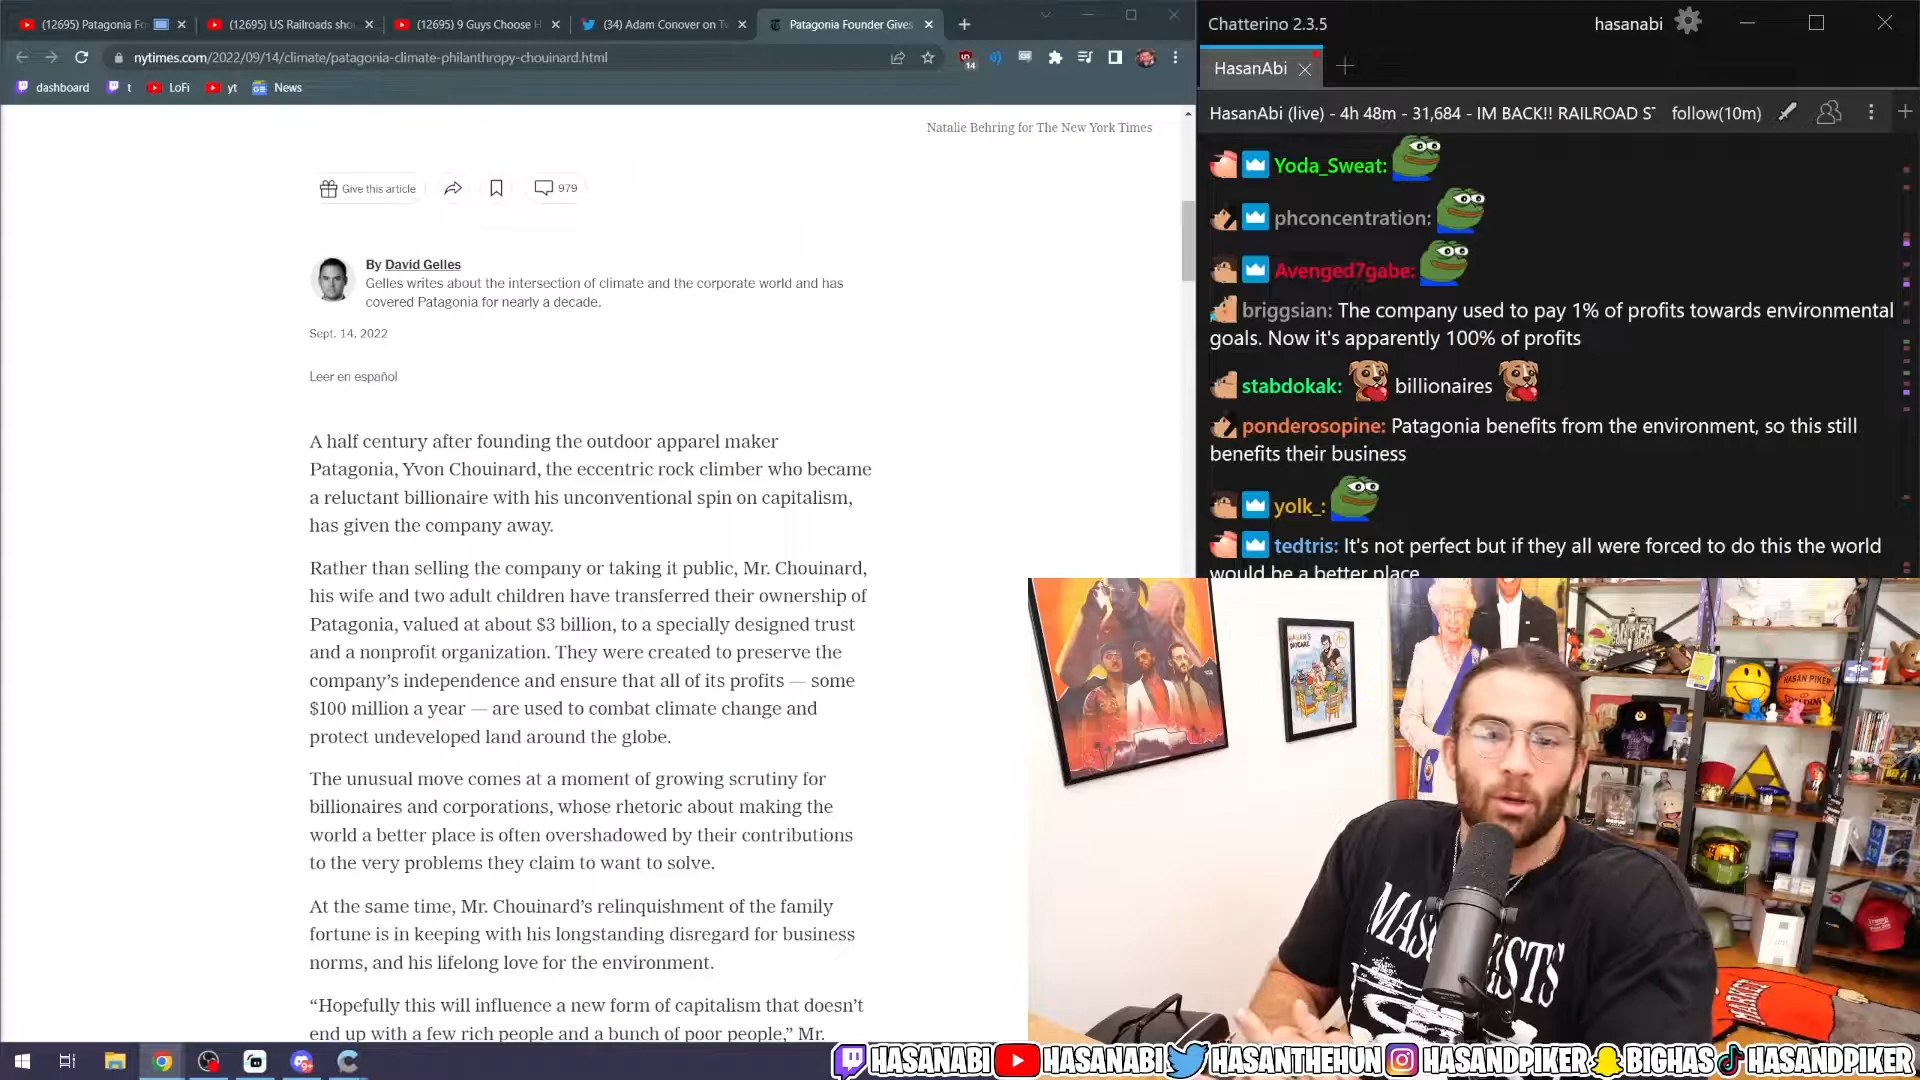 (12695) Patagonia Fo
(12695) US Railroads sho
(12695) 9 Guys Choose H
(34) Adam Conover on Tw
Patagonia Founder Gives
nytimes.com/2022/09/14/climate/patagonia-climate-philanthropy-chouinard.html
14
dashboard
t
LoFi
yt
News
Natalie Behring for The New York Times
Give this article
979
By David Gelles
Gelles writes about the intersection of climate and the corporate world and has
covered Patagonia for nearly a decade.
Sept. 14, 2022
Leer en español
A half century after founding the outdoor apparel maker
Patagonia, Yvon Chouinard, the eccentric rock climber who became
a reluctant billionaire with his unconventional spin on capitalism,
has given the company away.
Rather than selling the company or taking it public, Mr. Chouinard,
his wife and two adult children have transferred their ownership of
Patagonia, valued at about $3 billion, to a specially designed trust
and a nonprofit organization. They were created to preserve the
company’s independence and ensure that all of its profits — some
$100 million a year — are used to combat climate change and
protect undeveloped land around the globe.
The unusual move comes at a moment of growing scrutiny for
billionaires and corporations, whose rhetoric about making the
world a better place is often overshadowed by their contributions
to the very problems they claim to want to solve.
At the same time, Mr. Chouinard’s relinquishment of the family
fortune is in keeping with his longstanding disregard for business
norms, and his lifelong love for the environment.
“Hopefully this will influence a new form of capitalism that doesn’t
end up with a few rich people and a bunch of poor people,” Mr.
Chatterino 2.3.5
hasanabi
HasanAbi
HasanAbi (live) - 4h 48m - 31,684 - IM BACK!! RAILROAD ST
follow(10m)
Yoda_Sweat:
phconcentration:
Avenged7gabe:
briggsian: The company used to pay 1% of profits towards environmental
goals. Now it's apparently 100% of profits
stabdokak: billionaires
ponderosopine: Patagonia benefits from the environment, so this still
benefits their business
yolk_:
tedtris: It's not perfect but if they all were forced to do this the world
would be a better place
HASAN'S
DAYCARE
ANTIFA
HASAN PIKER
SPALDING
MARKET
HASANABI
HASANABI
HASANTHEHUN
HASANDPIKER
BIGHAS
HASANDPIKER